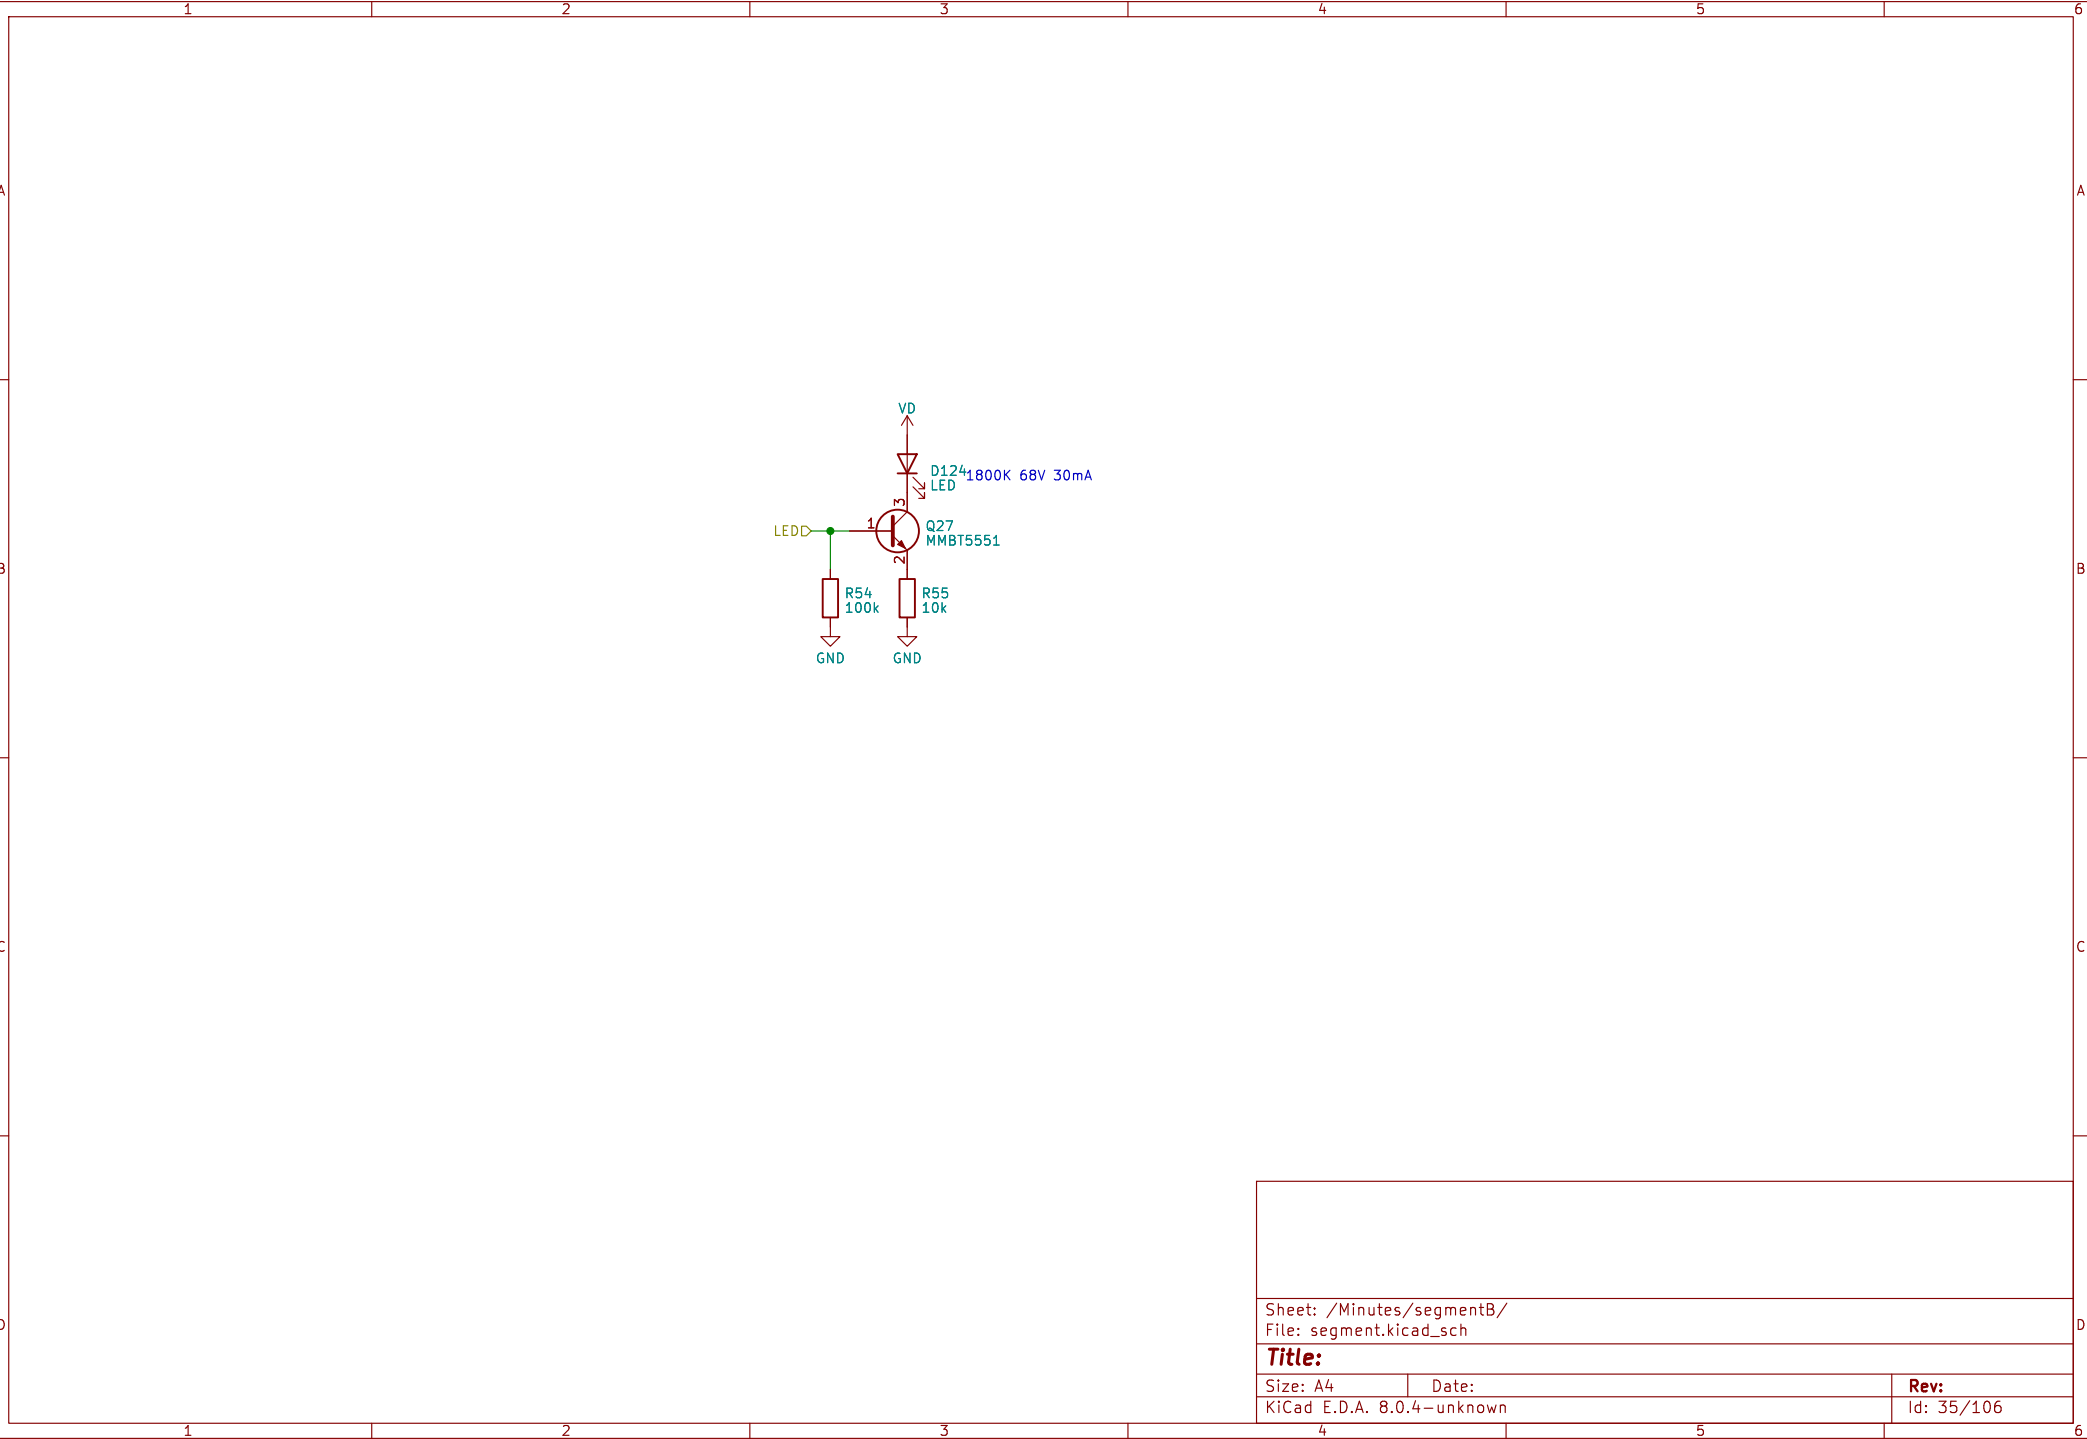 1 2 3 4 5 6
A A
VD
D124
LED
1800K 68V 30mA
3
LED
1
Q27
MMBT5551
2
B B
R54
100k
R55
10k
GND GND
C C
Sheet: /Minutes/segmentB/
File: segment.kicad_sch
D D
Title:
Size: A4 Date: Rev:
KiCad E.D.A. 8.0.4-unknown Id: 35/106
1 2 3 4 5 6